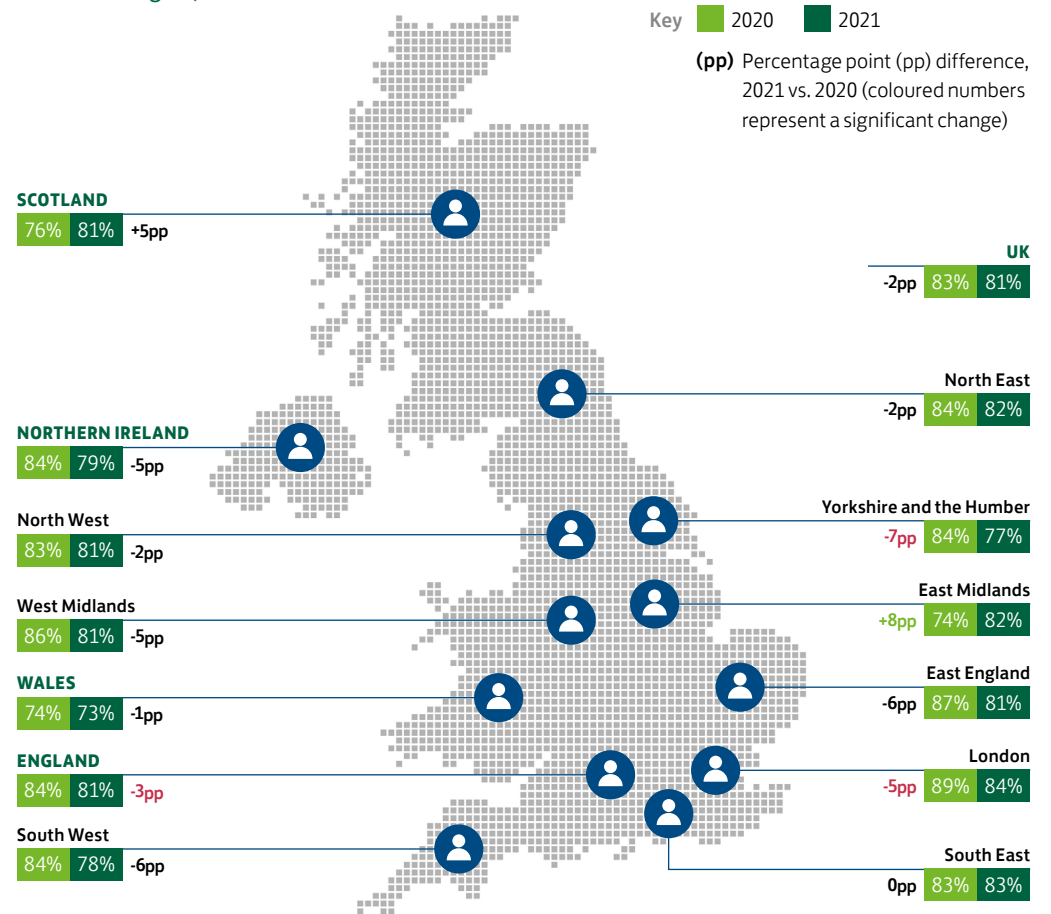 Key 2020 2021
(pp) Percentage point (pp) difference,
2021 vs. 2020 (coloured numbers
represent a significant change)
SCOTLAND
76% 81% +5pp
UK
-2pp 83% 81%
North East
-2pp 84% 82%
NORTHERN IRELAND
84% 79% -5pp
Yorkshire and the Humber
-7pp 84% 77%
North West
83% 81% -2pp
East Midlands
+8pp 74% 82%
West Midlands
86% 81% -5pp
East England
-6pp 87% 81%
WALES
74% 73% -1pp
London
-5pp 89% 84%
ENGLAND
84% 81% -3pp
South West
84% 78% -6pp
South East
0pp 83% 83%